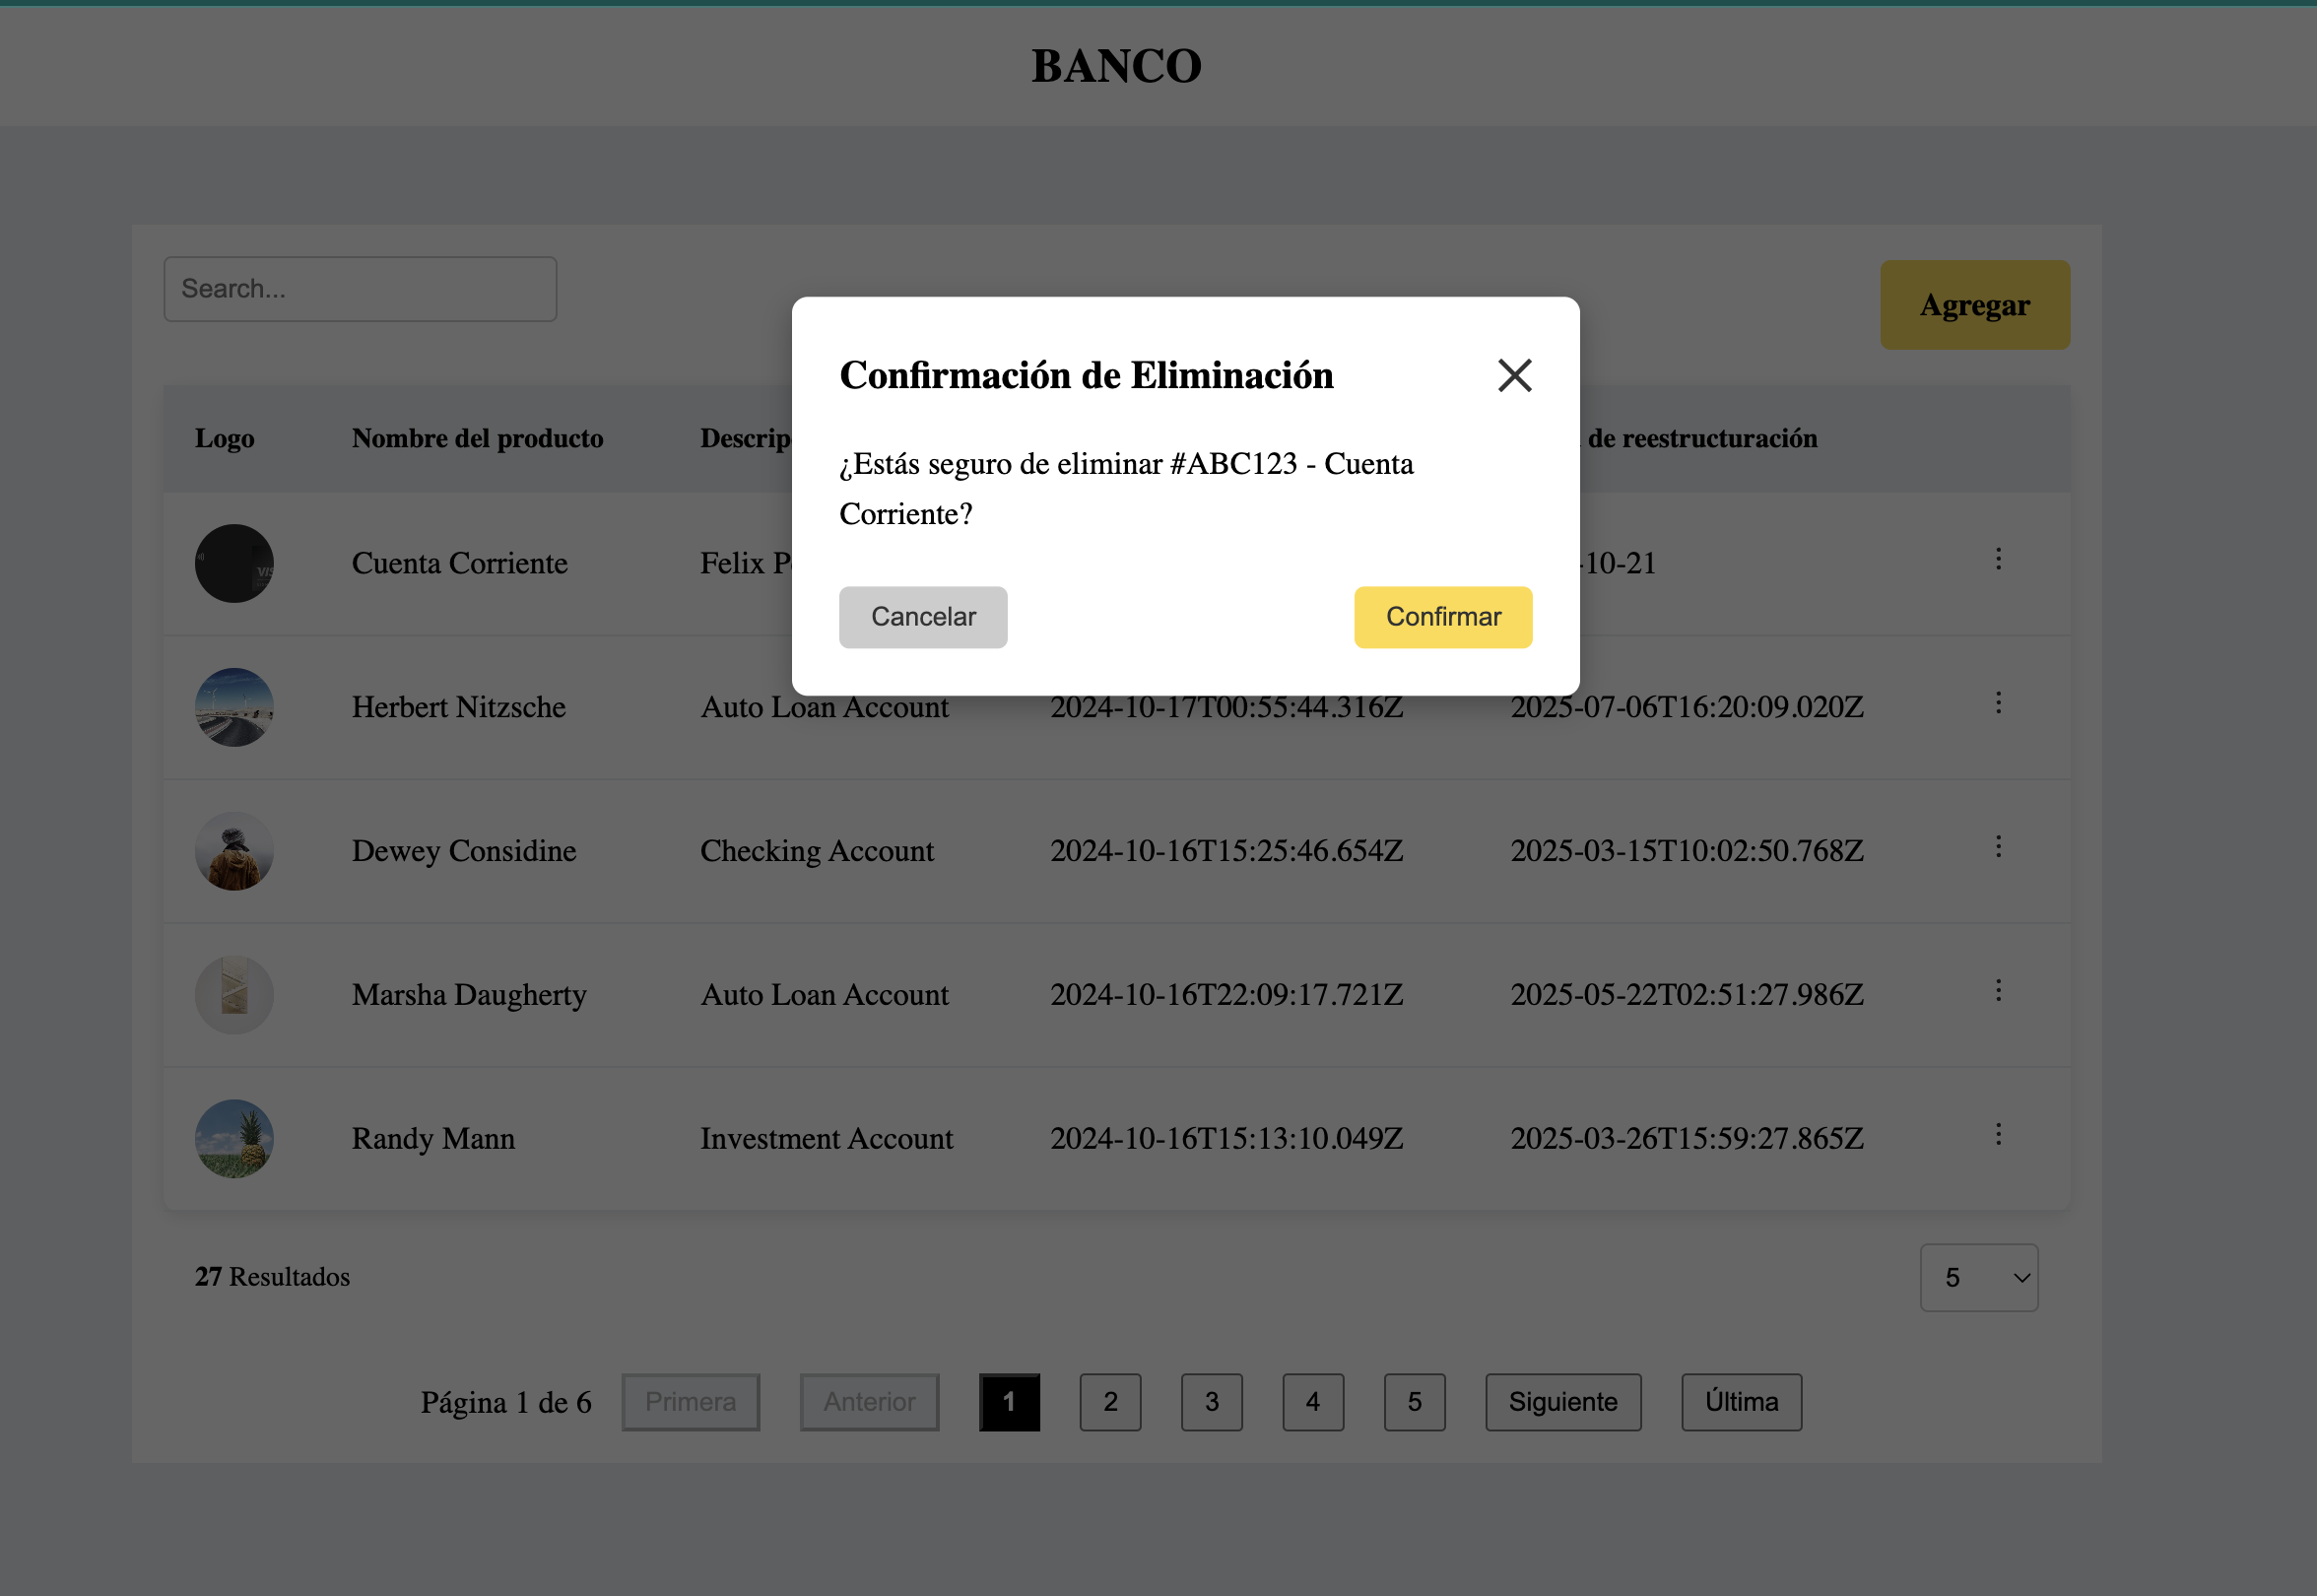 BANCO
Search...
Agregar
Confirmación de Eliminación
¿Estás seguro de eliminar #ABC123 - Cuenta
Corriente?
Cancelar Confirmar
Logo Nombre del producto de reestructuración
Cuenta Corriente Felix -10-21
Herbert Nitzsche Auto Loan Account 2024-10-17T00:55:44.316Z 2025-07-06T16:20:09.020Z
Dewey Considine Checking Account 2024-10-16T15:25:46.654Z 2025-03-15T10:02:50.768Z
Marsha Daugherty Auto Loan Account 2024-10-16T22:09:17.721Z 2025-05-22T02:51:27.986Z
Randy Mann Investment Account 2024-10-16T15:13:10.049Z 2025-03-26T15:59:27.865Z
27 Resultados 5
Página 1 de 6 Primera Anterior 1 2 3 4 5 Siguiente Última